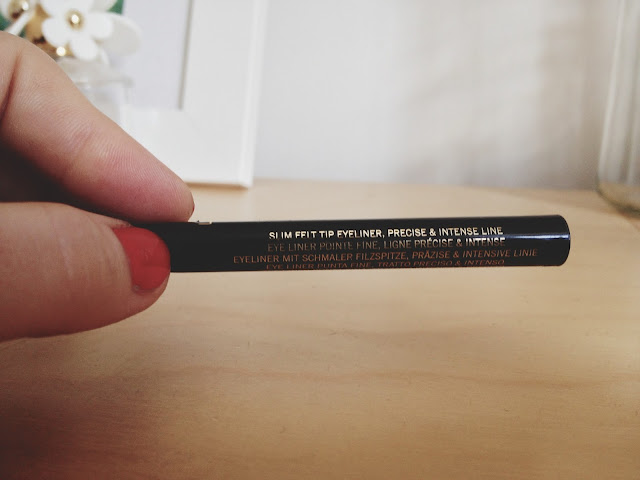 SLIM FELT TIP EYELINER, PRECISE & INTENSE LINE
EYE LINER POINTE FINE, LIGNE PRÉCISE & INTENSE
EYELINER MIT SCHMALER FILZSPITZE, PRÄZISE & INTENSIVE LINIE
EYE LINER PUNTA FINE, TRATTO PRECISO & INTENSO